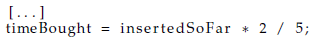 [...]
timeBought = insertedSoFar * 2 / 5;